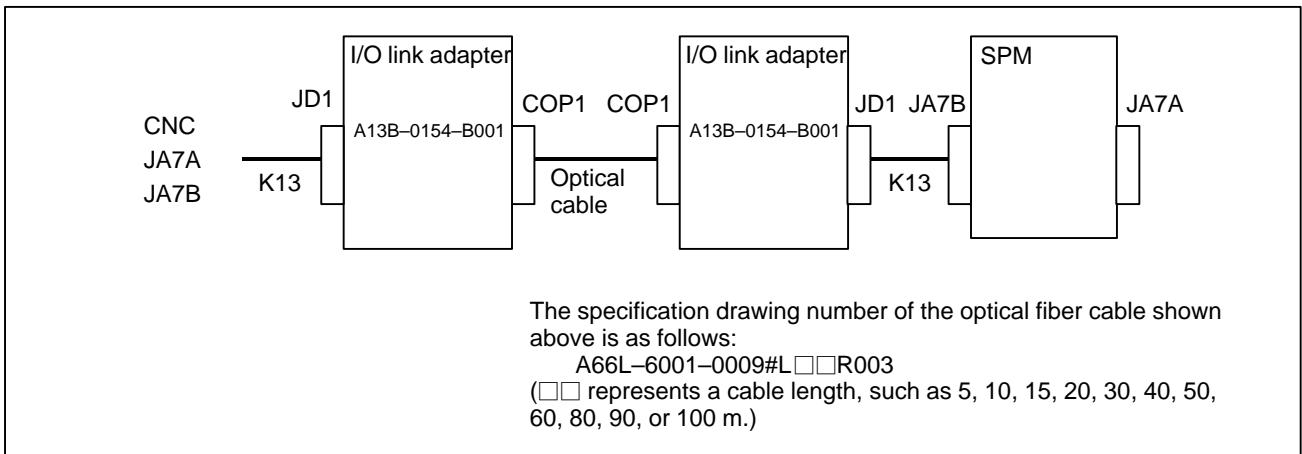 I/O link adapter
I/O link adapter
SPM
JD1
COP1
COP1
JD1
JA7B
JA7A
CNC
JA7A
JA7B
A13B–0154–B001
A13B–0154–B001
K13
Optical
cable
K13
The specification drawing number of the optical fiber cable shown
above is as follows:
A66L–6001–0009#L□□R003
(□□ represents a cable length, such as 5, 10, 15, 20, 30, 40, 50,
60, 80, 90, or 100 m.)